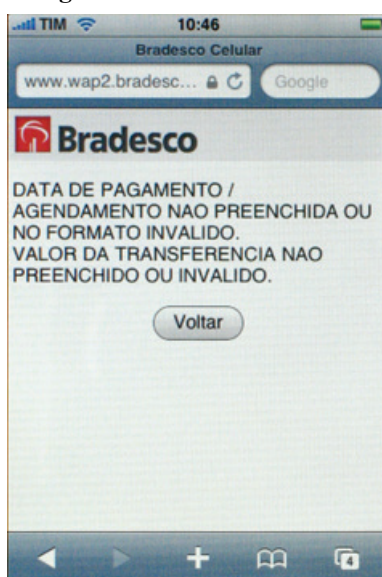 TIM 10:46
Bradesco Celular
www.wap2.bradesc... Google
Bradesco
DATA DE PAGAMENTO /
AGENDAMENTO NAO PREENCHIDA OU
NO FORMATO INVALIDO.
VALOR DA TRANSFERENCIA NAO
PREENCHIDO OU INVALIDO.
Voltar
4